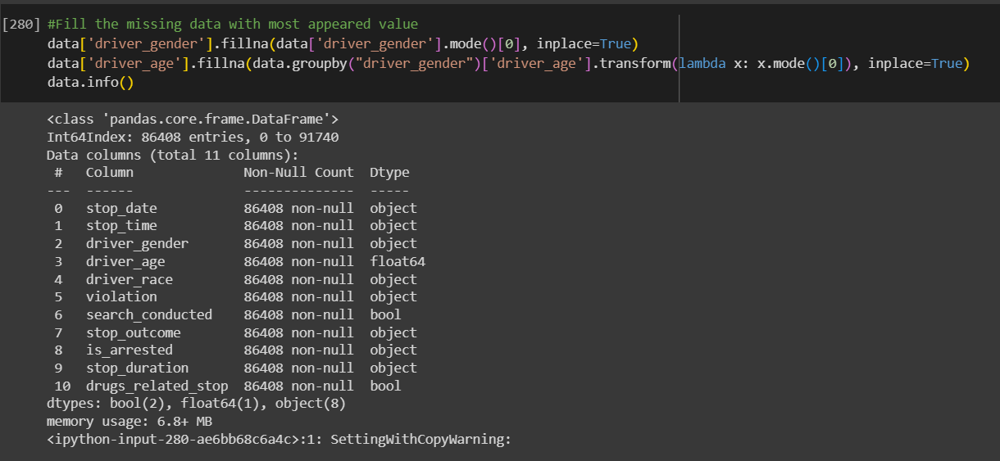 [280] #Fill the missing data with most appeared value
data['driver_gender'].fillna(data['driver_gender'].mode()[0], inplace=True)
data['driver_age'].fillna(data.groupby("driver_gender")['driver_age'].transform(lambda x: x.mode()[0]), inplace=True)
data.info()
<class 'pandas.core.frame.DataFrame'>
Int64Index: 86408 entries, 0 to 91740
Data columns (total 11 columns):
 #   Column              Non-Null Count  Dtype
---  ------              --------------  -----
 0   stop_date           86408 non-null  object
 1   stop_time           86408 non-null  object
 2   driver_gender       86408 non-null  object
 3   driver_age          86408 non-null  float64
 4   driver_race         86408 non-null  object
 5   violation           86408 non-null  object
 6   search_conducted    86408 non-null  bool
 7   stop_outcome        86408 non-null  object
 8   is_arrested         86408 non-null  object
 9   stop_duration       86408 non-null  object
 10  drugs_related_stop  86408 non-null  bool
dtypes: bool(2), float64(1), object(8)
memory usage: 6.8+ MB
<ipython-input-280-ae6bb68c6a4c>:1: SettingWithCopyWarning: